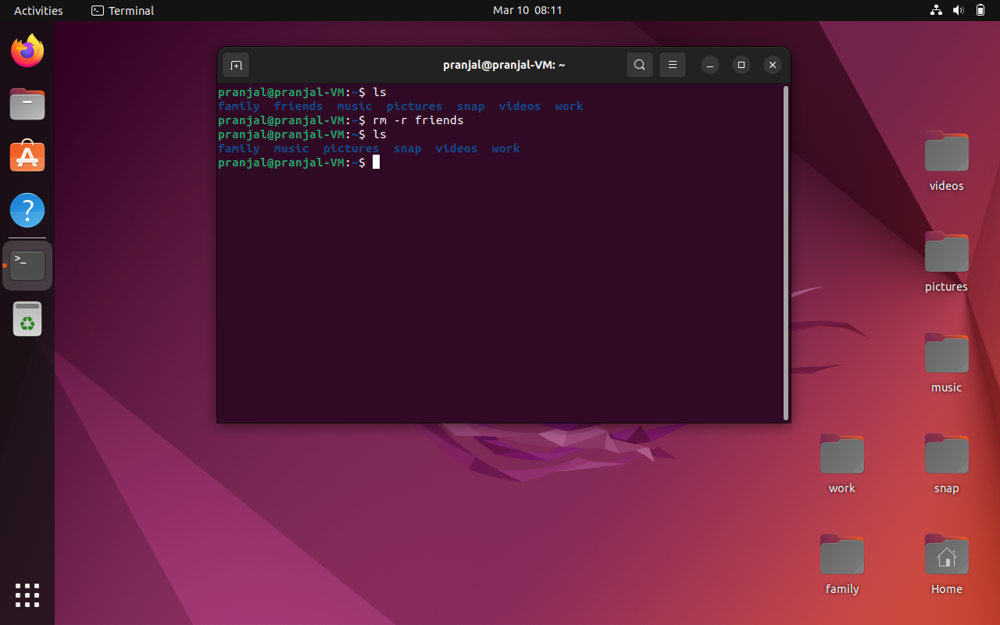 Activities Terminal Mar 10 08:11
pranjal@pranjal-VM: ~
pranjal@pranjal-VM:~$ ls
family friends music pictures snap videos work
pranjal@pranjal-VM:~$ rm -r friends
pranjal@pranjal-VM:~$ ls
family music pictures snap videos work
pranjal@pranjal-VM:~$
videos
pictures
music
work snap
family Home